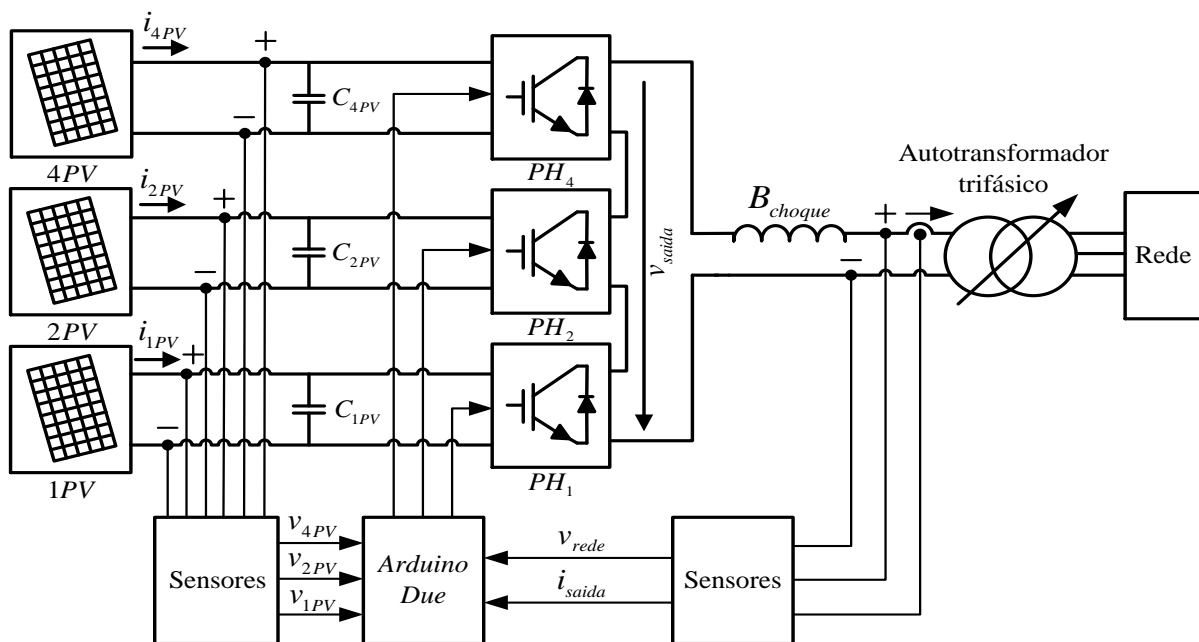 i4PV
+
−
C4PV
4PV
PH4
i2PV
+
−
C2PV
2PV
PH2
i1PV
+
−
C1PV
1PV
PH1
vsaida
Bchoque
+
−
Autotransformador
trifásico
Rede
Sensores
v4PV
v2PV
v1PV
Arduino
Due
vrede
isaida
Sensores